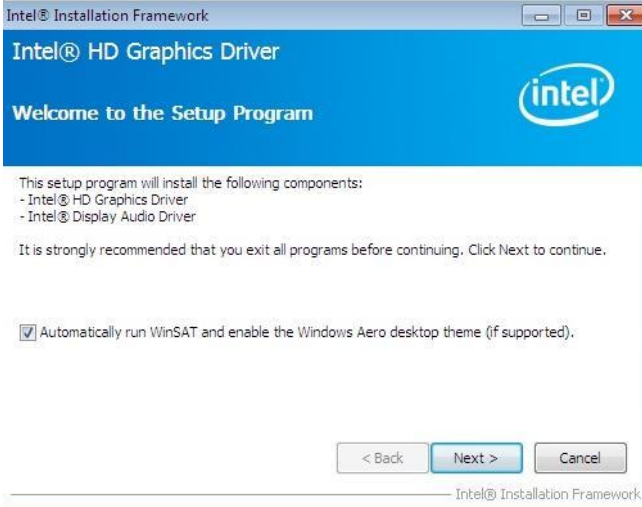 Intel® Installation Framework
Intel® HD Graphics Driver
intel
Welcome to the Setup Program
This setup program will install the following components:
- Intel® HD Graphics Driver
- Intel® Display Audio Driver
It is strongly recommended that you exit all programs before continuing. Click Next to continue.
Automatically run WinSAT and enable the Windows Aero desktop theme (if supported).
< Back Next > Cancel
Intel® Installation Framework